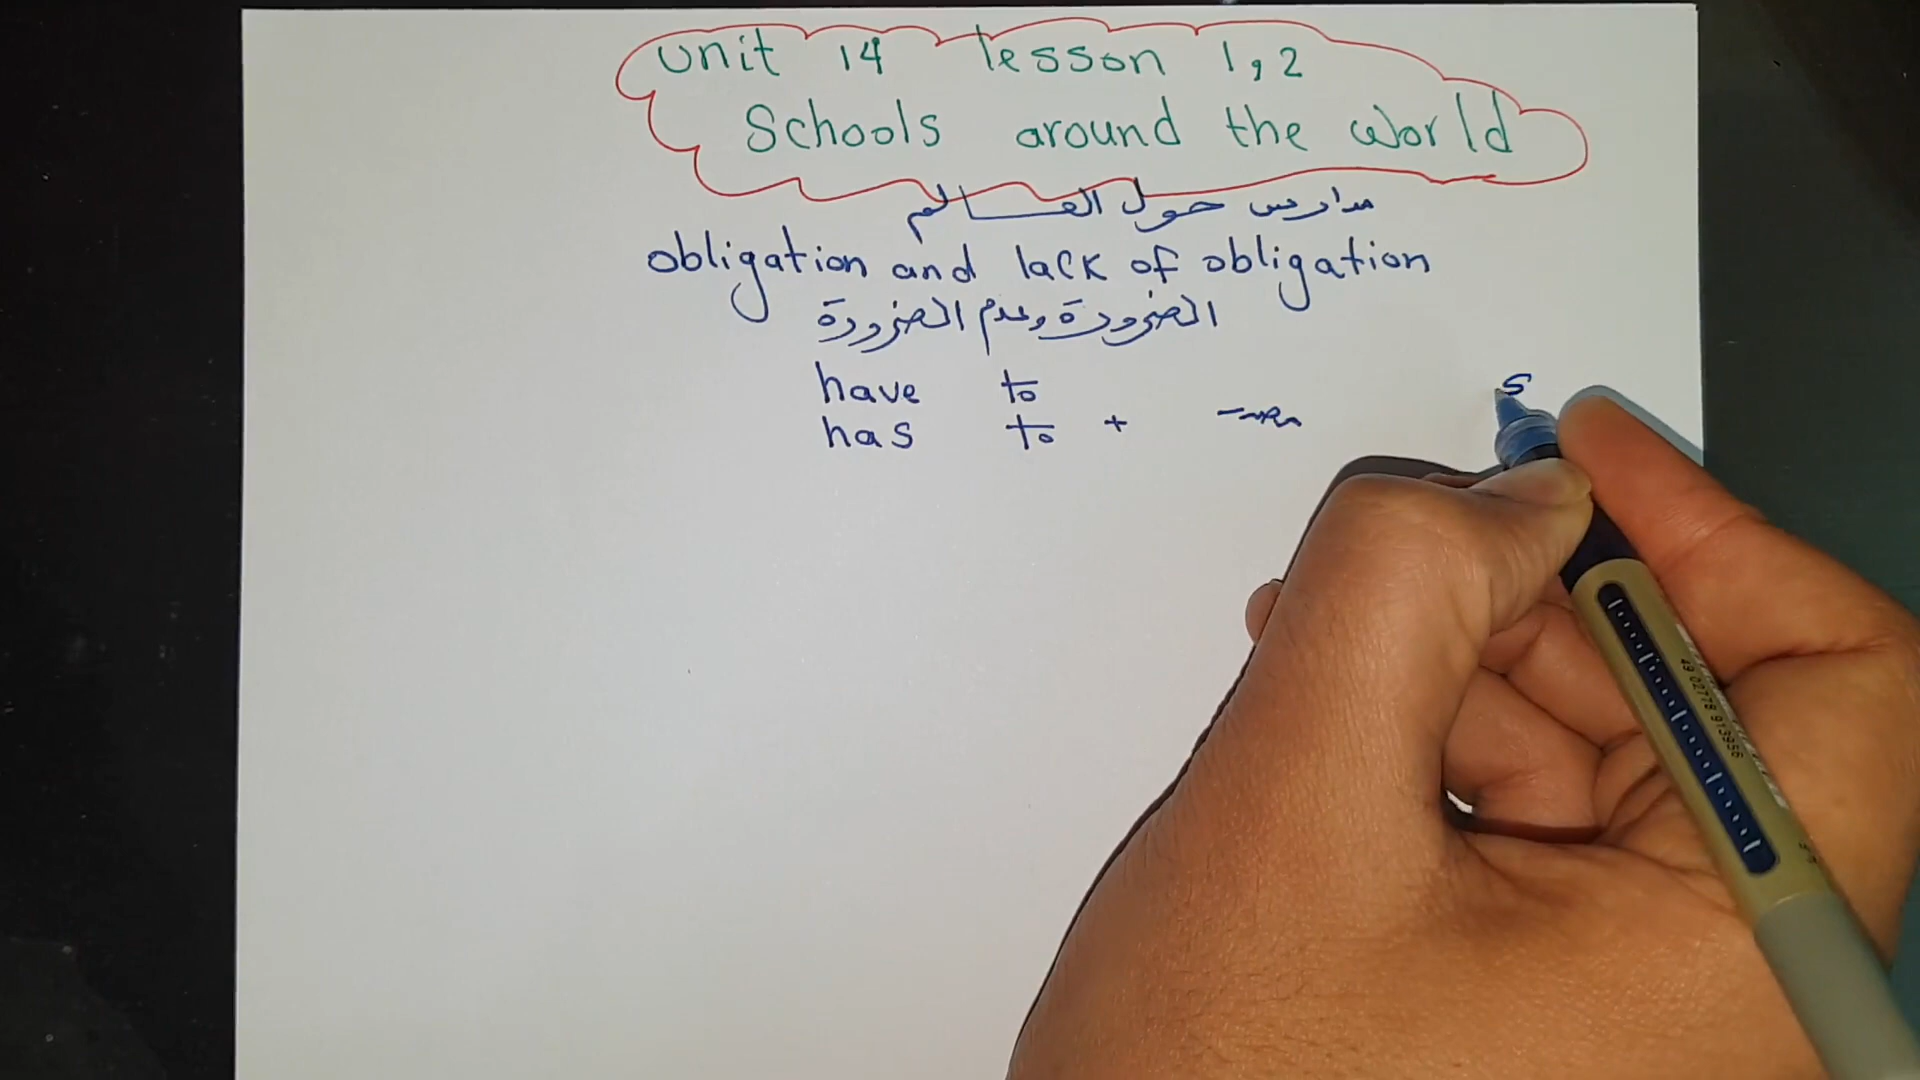 unit 14 lesson 1,2
Schools around the world
مدارس حول العالم
obligation and lack of obligation
الضرورة وعدم الضرورة
have to
has to +
s